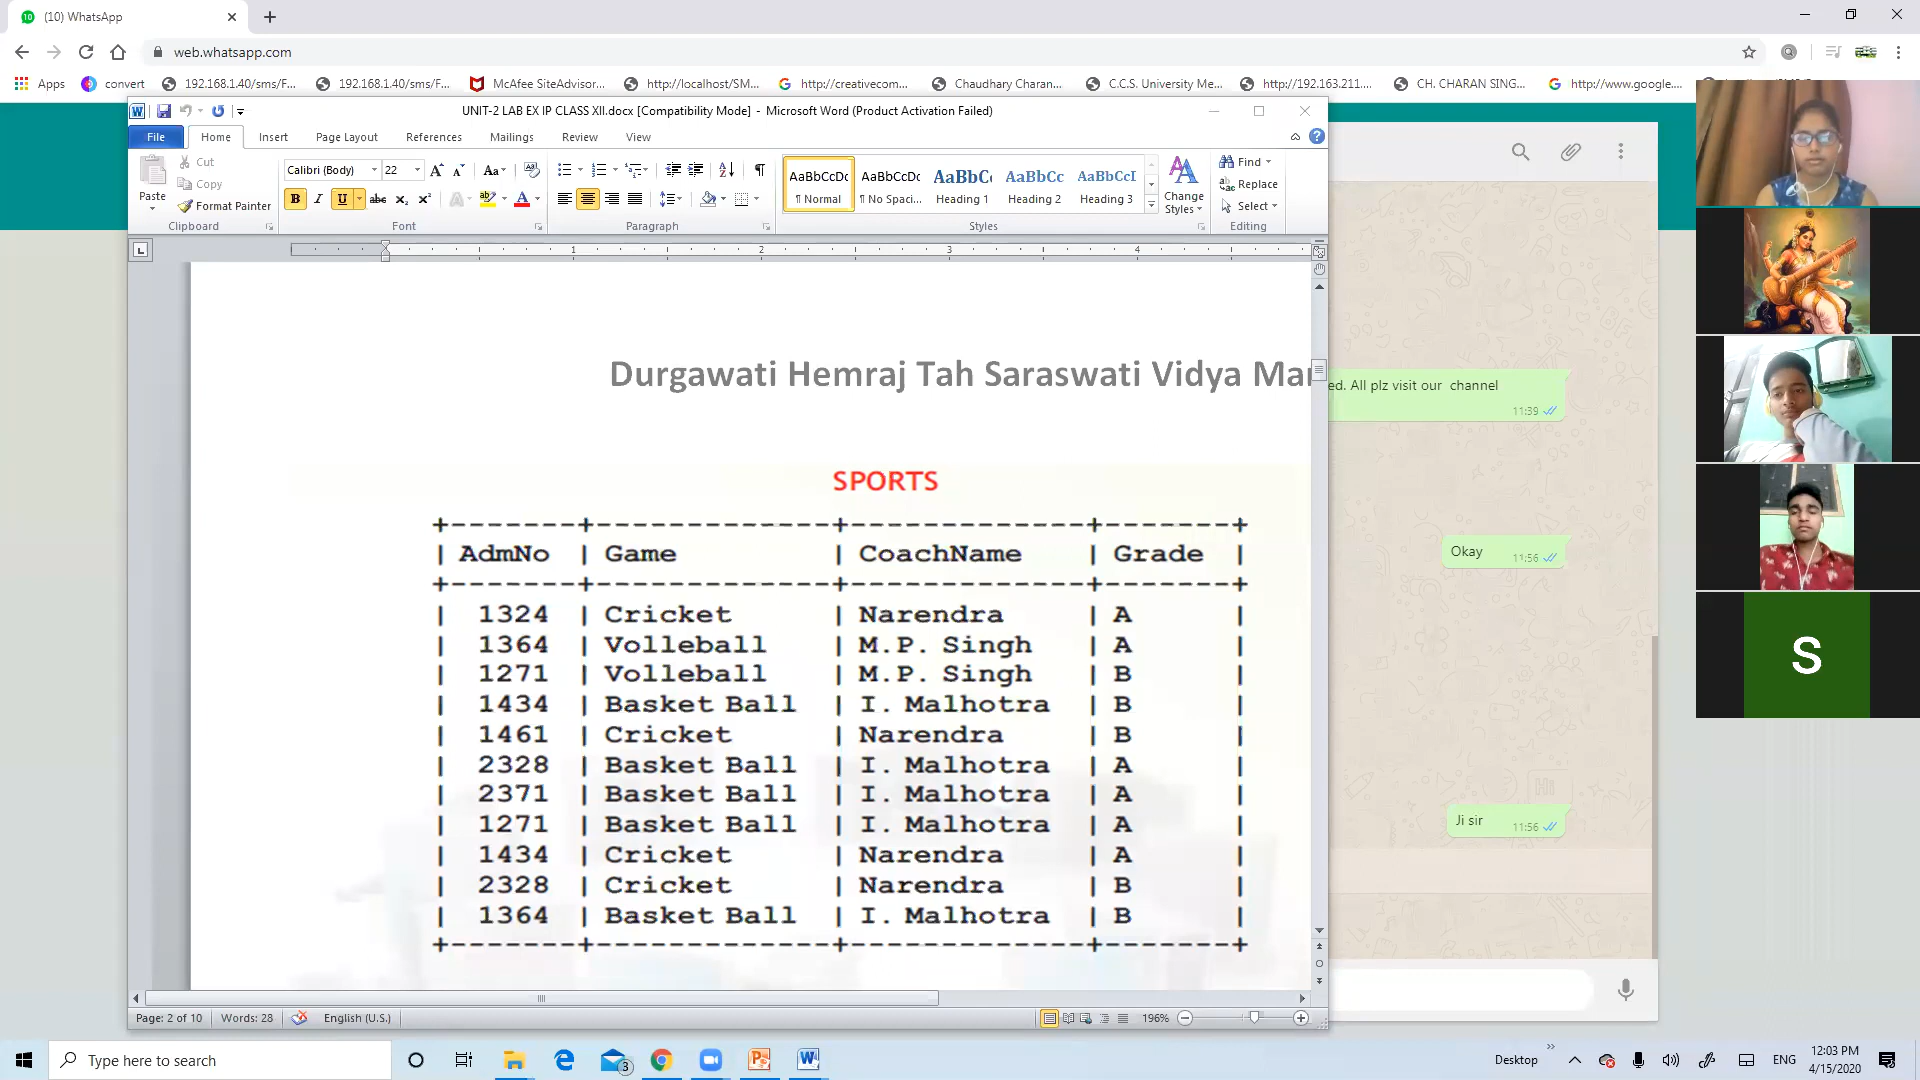 (10) WhatsApp
web.whatsapp.com
Apps
convert
192.168.1.40/sms/F...
192.168.1.40/sms/F...
McAfee SiteAdvisor...
http://localhost/SM...
http://creativecom...
Chaudhary Charan...
C.C.S. University Me...
http://192.163.211...
CH. CHARAN SING...
http://www.google....
UNIT-2 LAB EX IP CLASS XII.docx [Compatibility Mode] - Microsoft Word (Product Activation Failed)
File Home Insert Page Layout References Mailings Review View
Paste
Cut
Copy
Format Painter
Clipboard
Calibri (Body) 22
Font
Paragraph
AaBbCcDc AaBbCcDc AaBbC AaBbCc AaBbCcI
¶ Normal ¶ No Spaci... Heading 1 Heading 2 Heading 3
Change Styles
Styles
Find
Replace
Select
Editing
1 2 3 4
Durgawati Hemraj Tah Saraswati Vidya Man
SPORTS
+-------+-------------+-------------+-------+
| AdmNo | Game | CoachName | Grade |
+-------+-------------+-------------+-------+
| 1324 | Cricket | Narendra | A |
| 1364 | Volleball | M.P. Singh | A |
| 1271 | Volleball | M.P. Singh | B |
| 1434 | Basket Ball | I. Malhotra | B |
| 1461 | Cricket | Narendra | B |
| 2328 | Basket Ball | I. Malhotra | A |
| 2371 | Basket Ball | I. Malhotra | A |
| 1271 | Basket Ball | I. Malhotra | A |
| 1434 | Cricket | Narendra | A |
| 2328 | Cricket | Narendra | B |
| 1364 | Basket Ball | I. Malhotra | B |
+-------+-------------+-------------+-------+
ed. All plz visit our channel
11:39
Okay 11:56
Ji sir 11:56
S
Page: 2 of 10 Words: 28 English (U.S.) 196%
Type here to search
3
Desktop
ENG
12:03 PM
4/15/2020